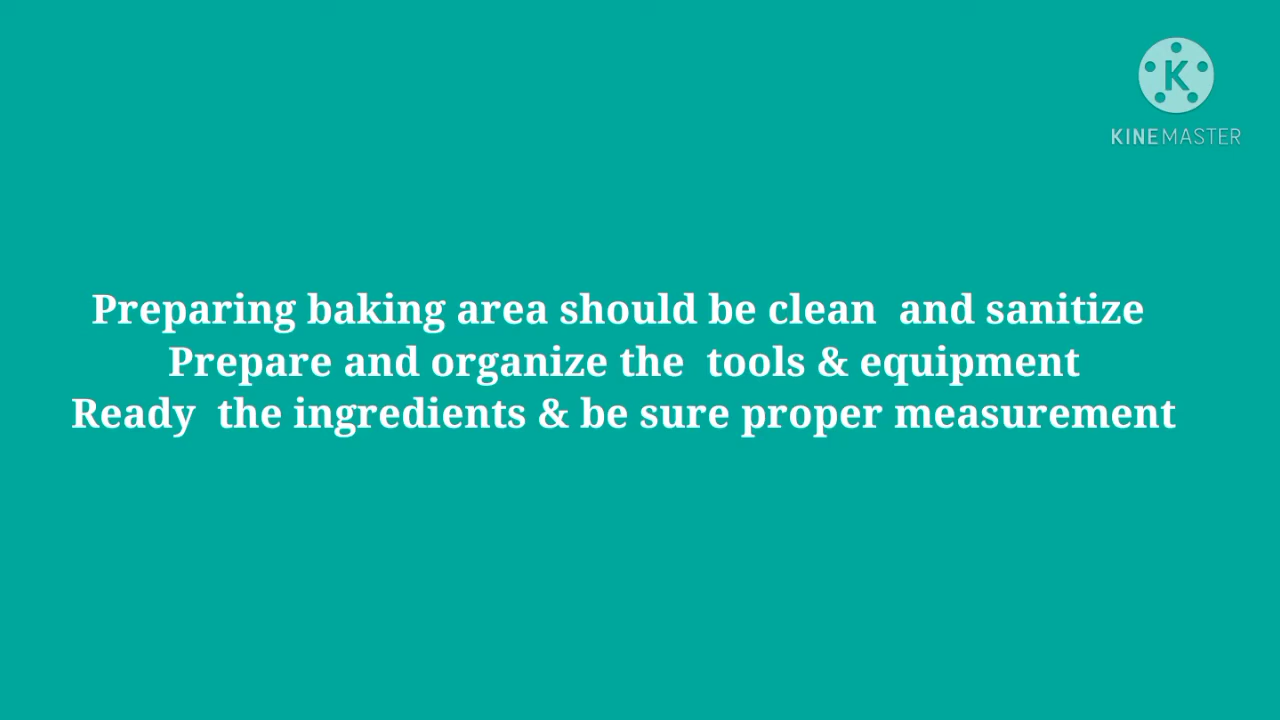 K
KINEMASTER
Preparing baking area should be clean  and sanitize
Prepare and organize the  tools & equipment
Ready  the ingredients & be sure proper measurement